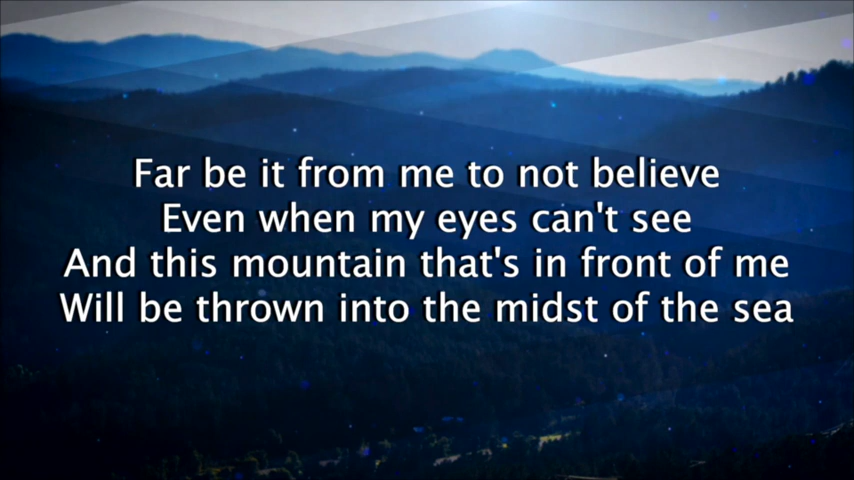 Far be it from me to not believe
Even when my eyes can't see
And this mountain that's in front of me
Will be thrown into the midst of the sea